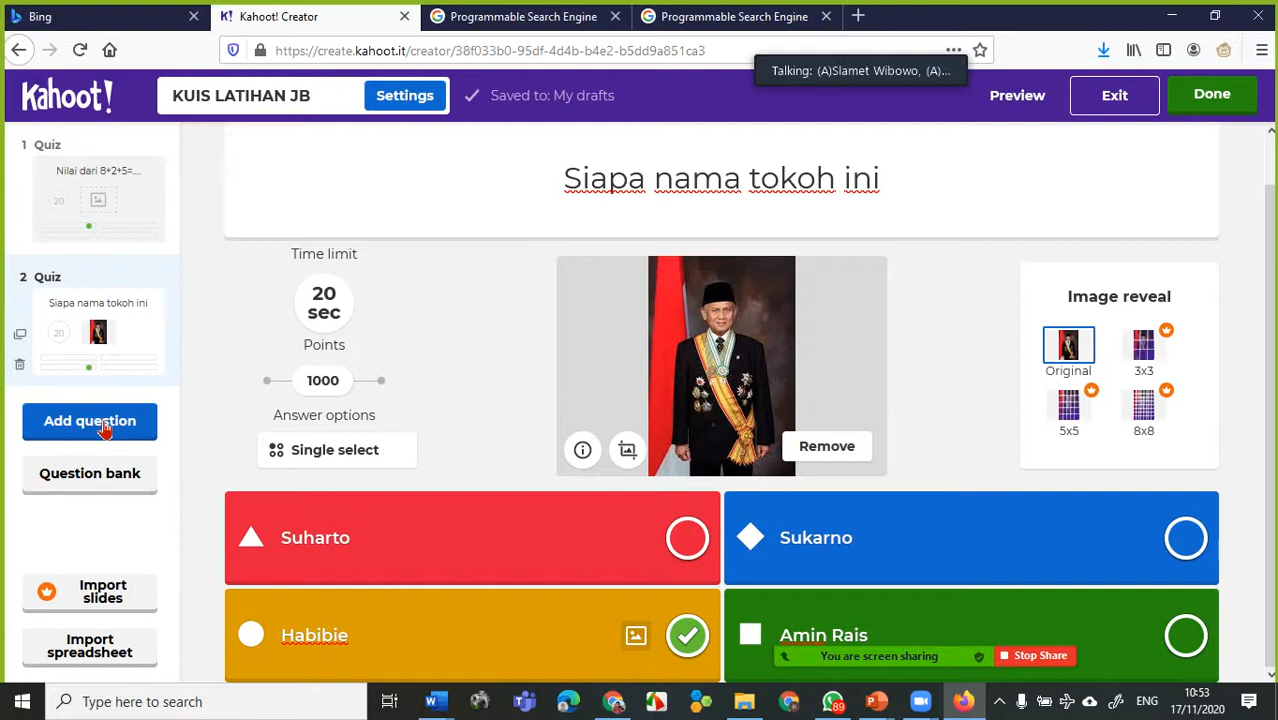 Bing
K! Kahoot! Creator
Programmable Search Engine
Programmable Search Engine
https://create.kahoot.it/creator/38f033b0-95df-4d4b-b4e2-b5dd9a851ca3
Talking: (A)Slamet Wibowo, (A)...
Kahoot!
KUIS LATIHAN JB
Settings
Saved to: My drafts
Preview
Exit
Done
1 Quiz
Nilai dari 8+2+5=...
20
2 Quiz
Siapa nama tokoh ini
20
Add question
Question bank
Import slides
Import spreadsheet
Siapa nama tokoh ini
Time limit
20
sec
Points
1000
Answer options
Single select
Remove
Image reveal
Original
3x3
5x5
8x8
Suharto
Sukarno
Habibie
Amin Rais
You are screen sharing
Stop Share
Type here to search
89
ENG
10:53
17/11/2020